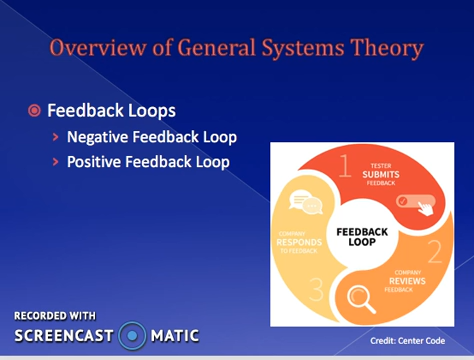 Overview of General Systems Theory
Feedback Loops
Negative Feedback Loop
Positive Feedback Loop
1
TESTER
SUBMITS
FEEDBACK
FEEDBACK
LOOP
2
COMPANY
REVIEWS
FEEDBACK
3
COMPANY
RESPONDS
TO FEEDBACK
RECORDED WITH
SCREENCAST MATIC
Credit: Center Code